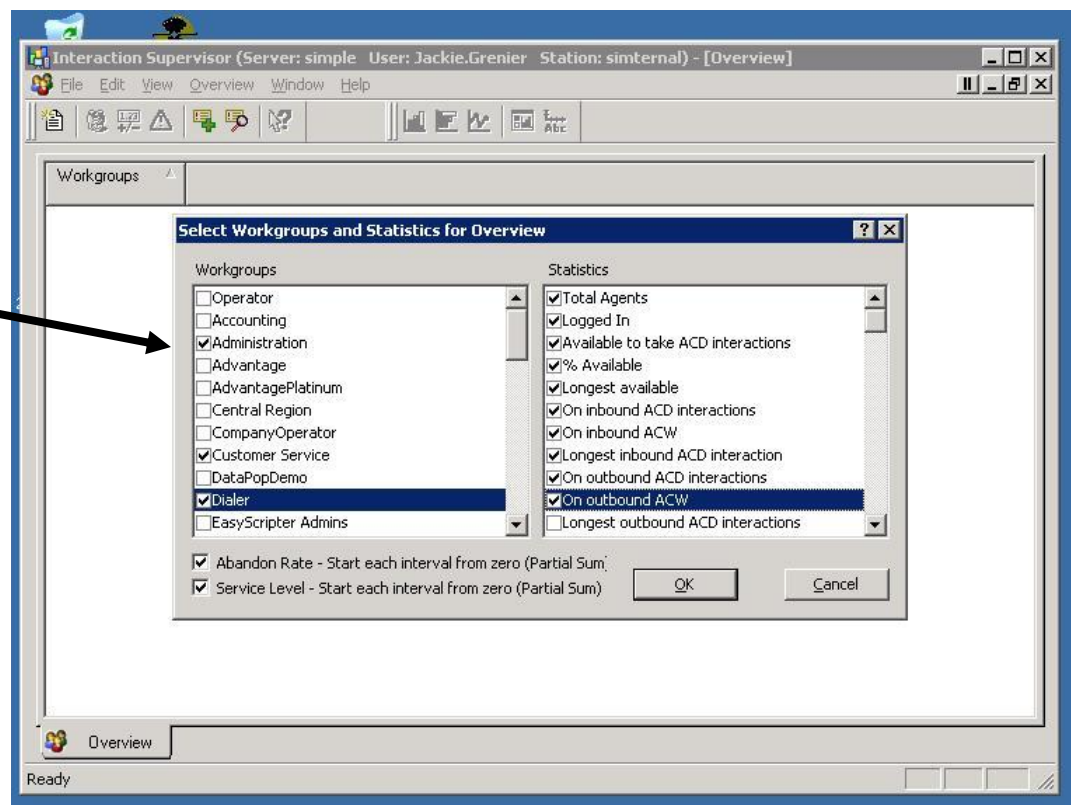 Interaction Supervisor (Server: simple User: Jackie.Grenier Station: simternal) - [Overview]
File Edit View Overview Window Help
Abc
Workgroups
Select Workgroups and Statistics for Overview
Workgroups
Operator
Accounting
Administration
Advantage
AdvantagePlatinum
Central Region
CompanyOperator
Customer Service
DataPopDemo
Dialer
EasyScripter Admins
Statistics
Total Agents
Logged In
Available to take ACD interactions
% Available
Longest available
On inbound ACD interactions
On inbound ACW
Longest inbound ACD interaction
On outbound ACD interactions
On outbound ACW
Longest outbound ACD interactions
Abandon Rate - Start each interval from zero (Partial Sum)
Service Level - Start each interval from zero (Partial Sum)
OK Cancel
Overview
Ready